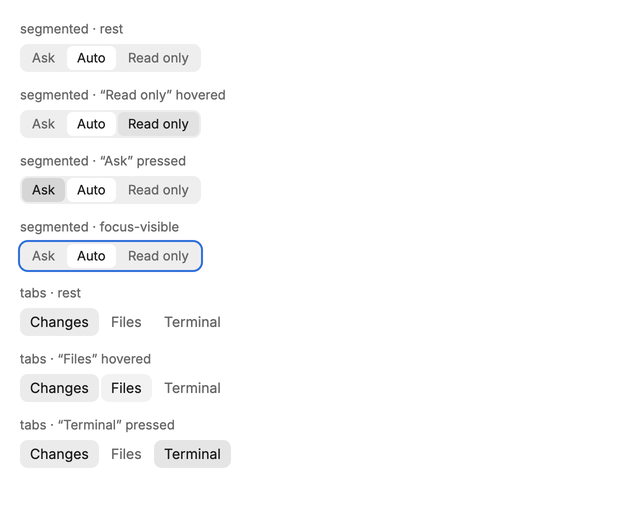 segmented · rest
Ask Auto Read only
segmented · “Read only” hovered
Ask Auto Read only
segmented · “Ask” pressed
Ask Auto Read only
segmented · focus-visible
Ask Auto Read only
tabs · rest
Changes Files Terminal
tabs · “Files” hovered
Changes Files Terminal
tabs · “Terminal” pressed
Changes Files Terminal